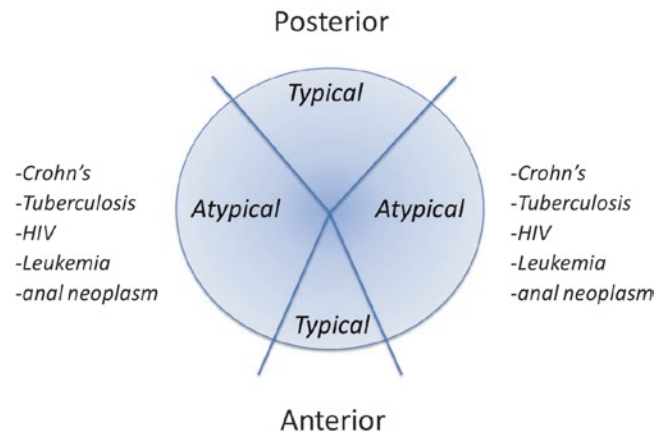 Posterior
Typical
-Crohn's
-Tuberculosis
-HIV
-Leukemia
-anal neoplasm
Atypical
Atypical
-Crohn's
-Tuberculosis
-HIV
-Leukemia
-anal neoplasm
Typical
Anterior